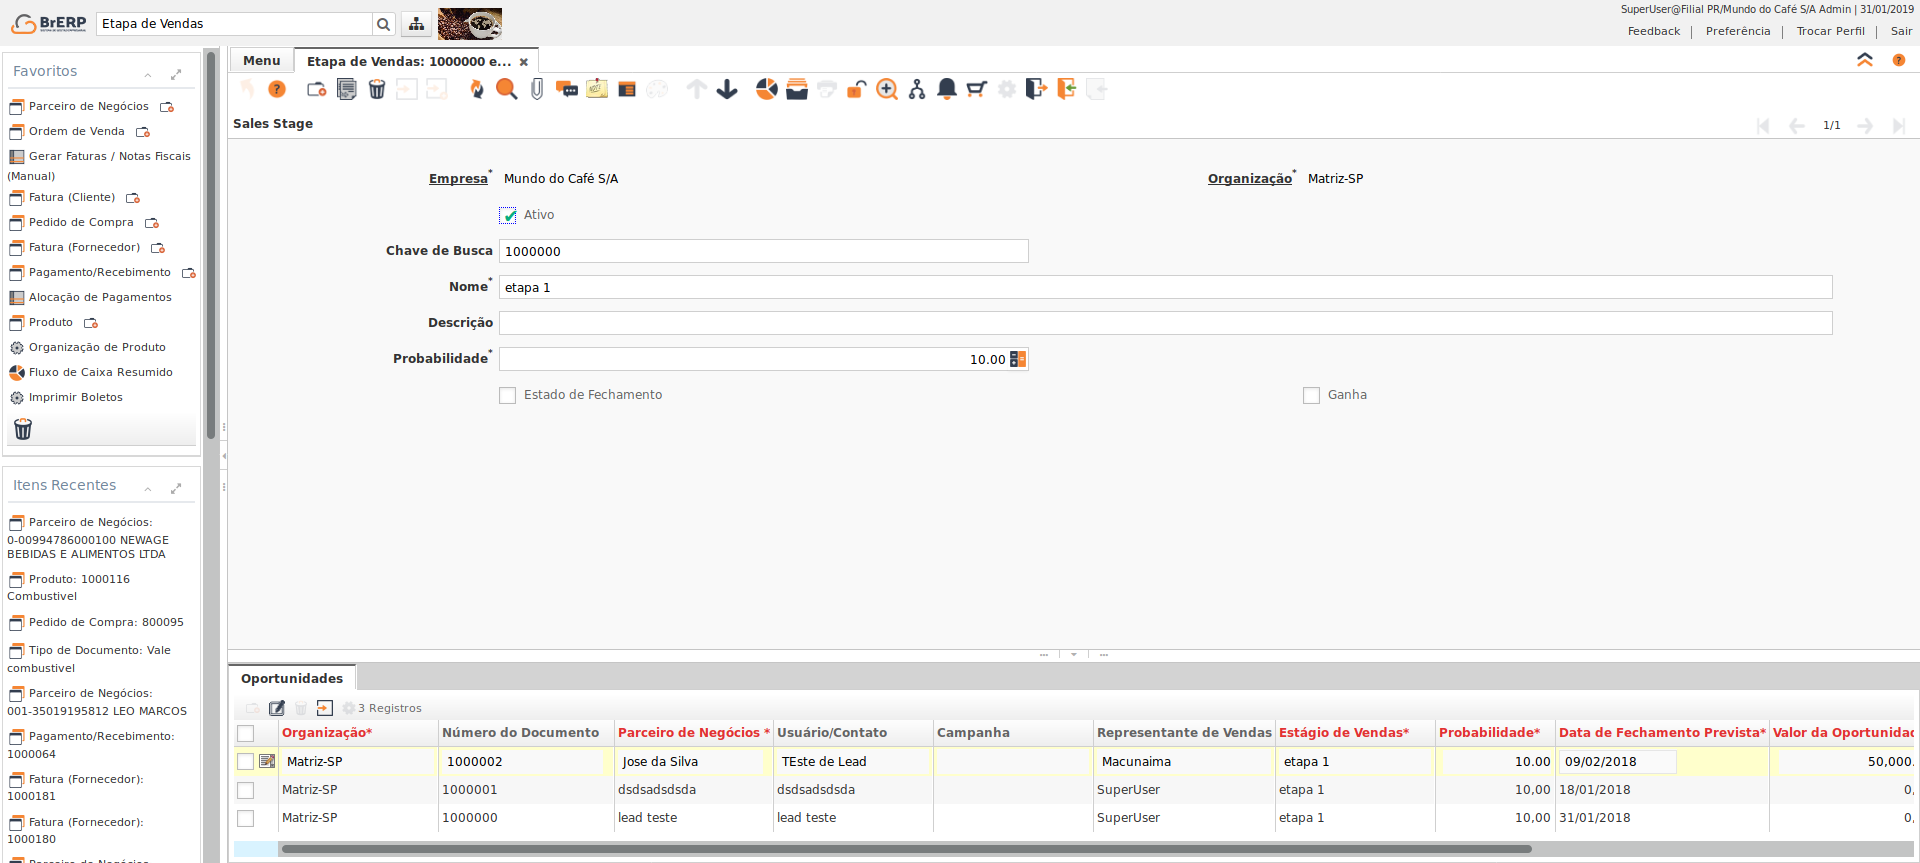 BrERP
Etapa de Vendas
SuperUser@Filial PR/Mundo do Café S/A Admin | 31/01/2019
Feedback | Preferência | Trocar Perfil | Sair
Favoritos
Parceiro de Negócios
Ordem de Venda
Gerar Faturas / Notas Fiscais
(Manual)
Fatura (Cliente)
Pedido de Compra
Fatura (Fornecedor)
Pagamento/Recebimento
Alocação de Pagamentos
Produto
Organização de Produto
Fluxo de Caixa Resumido
Imprimir Boletos
Itens Recentes
Parceiro de Negócios:
0-00994786000100 NEWAGE
BEBIDAS E ALIMENTOS LTDA
Produto: 1000116
Combustivel
Pedido de Compra: 800095
Tipo de Documento: Vale
combustivel
Parceiro de Negócios:
001-35019195812 LEO MARCOS
Pagamento/Recebimento:
1000064
Fatura (Fornecedor):
1000181
Fatura (Fornecedor):
1000180
Parceiro de Negócios
Menu
Etapa de Vendas: 1000000 e...
Sales Stage
1/1
Empresa* Mundo do Café S/A
Organização* Matriz-SP
Ativo
Chave de Busca 1000000
Nome* etapa 1
Descrição
Probabilidade* 10.00
Estado de Fechamento
Ganha
Oportunidades
3 Registros
Organização* Número do Documento Parceiro de Negócios * Usuário/Contato Campanha Representante de Vendas Estágio de Vendas* Probabilidade* Data de Fechamento Prevista* Valor da Oportunidad
Matriz-SP 1000002 Jose da Silva TEste de Lead Macunaima etapa 1 10.00 09/02/2018 50,000.
Matriz-SP 1000001 dsdsadsdsda dsdsadsdsda SuperUser etapa 1 10,00 18/01/2018 0,
Matriz-SP 1000000 lead teste lead teste SuperUser etapa 1 10,00 31/01/2018 0,